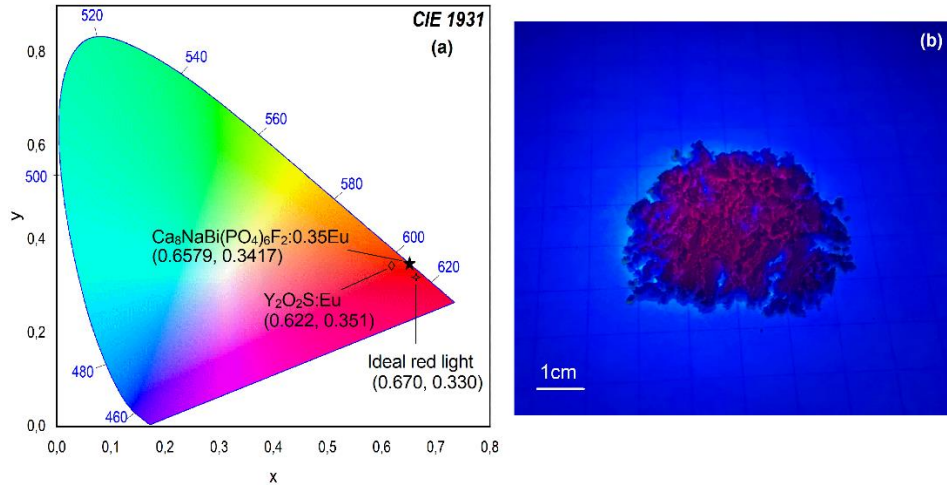 CIE 1931
(a)
520
540
560
580
600
620
500
480
460
0,8
0,6
0,4
0,2
0,0
y
Ca₈NaBi(PO₄)₆F₂:0.35Eu
(0.6579, 0.3417)
Y₂O₂S:Eu
(0.622, 0.351)
Ideal red light
(0.670, 0.330)
0,0 0,1 0,2 0,3 0,4 0,5 0,6 0,7 0,8
x
(b)
1cm